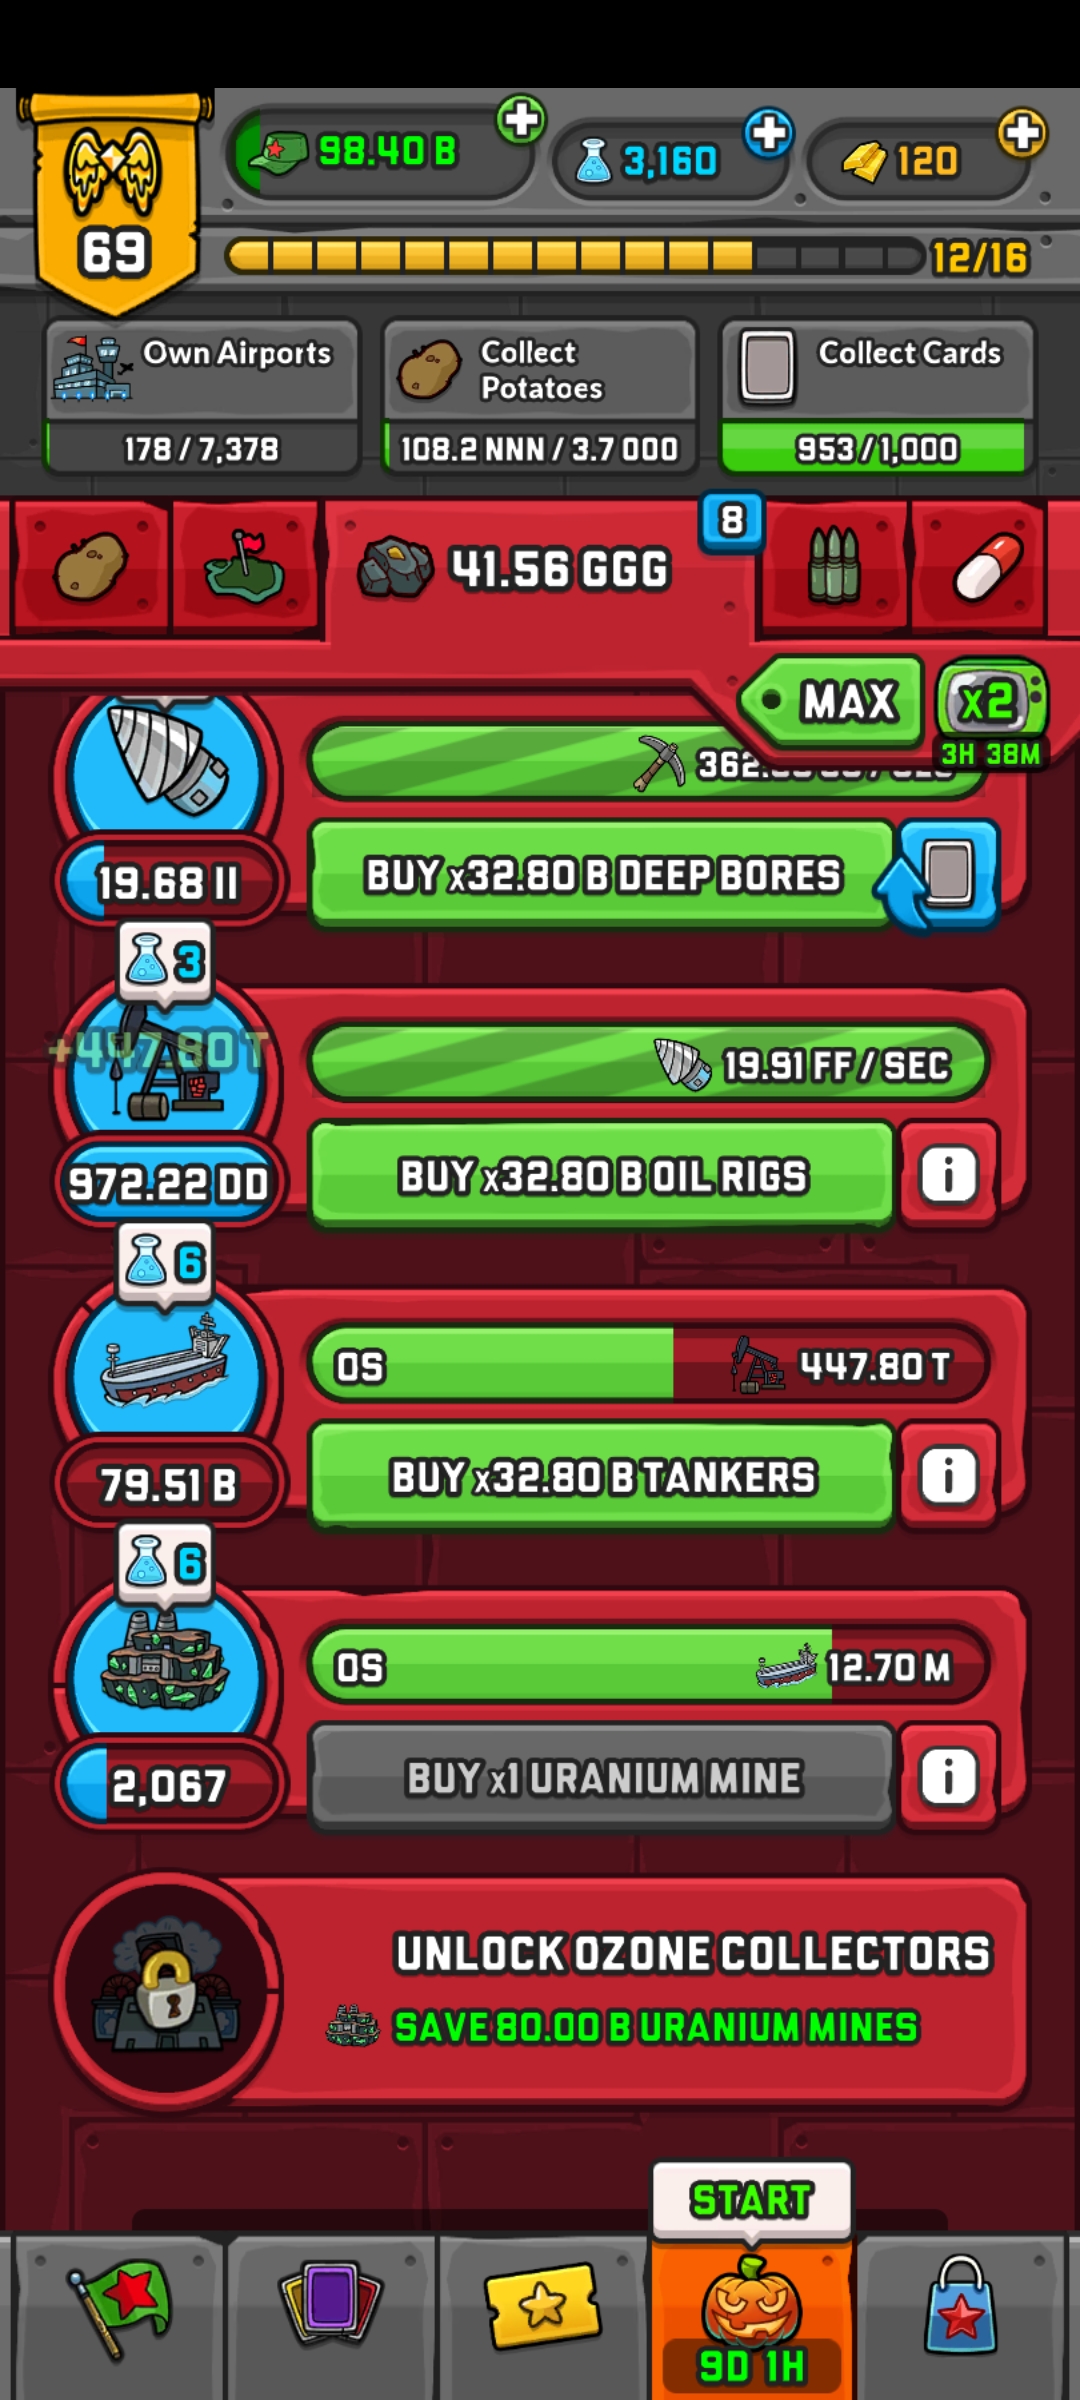 98.40 B
3,160
120
69
12/16
Own Airports
178 / 7,378
Collect
Potatoes
108.2 NNN / 3.7 OOO
Collect Cards
953 / 1,000
41.56 GGG
8
MAX
x2
3H 38M
19.68 II
BUY x32.80 B DEEP BORES
3
+447.80 T
19.91 FF / SEC
972.22 DD
BUY x32.80 B OIL RIGS
6
0S
447.80 T
79.51 B
BUY x32.80 B TANKERS
6
0S
12.70 M
2,067
BUY x1 URANIUM MINE
UNLOCK OZONE COLLECTORS
SAVE 80.00 B URANIUM MINES
START
9D 1H